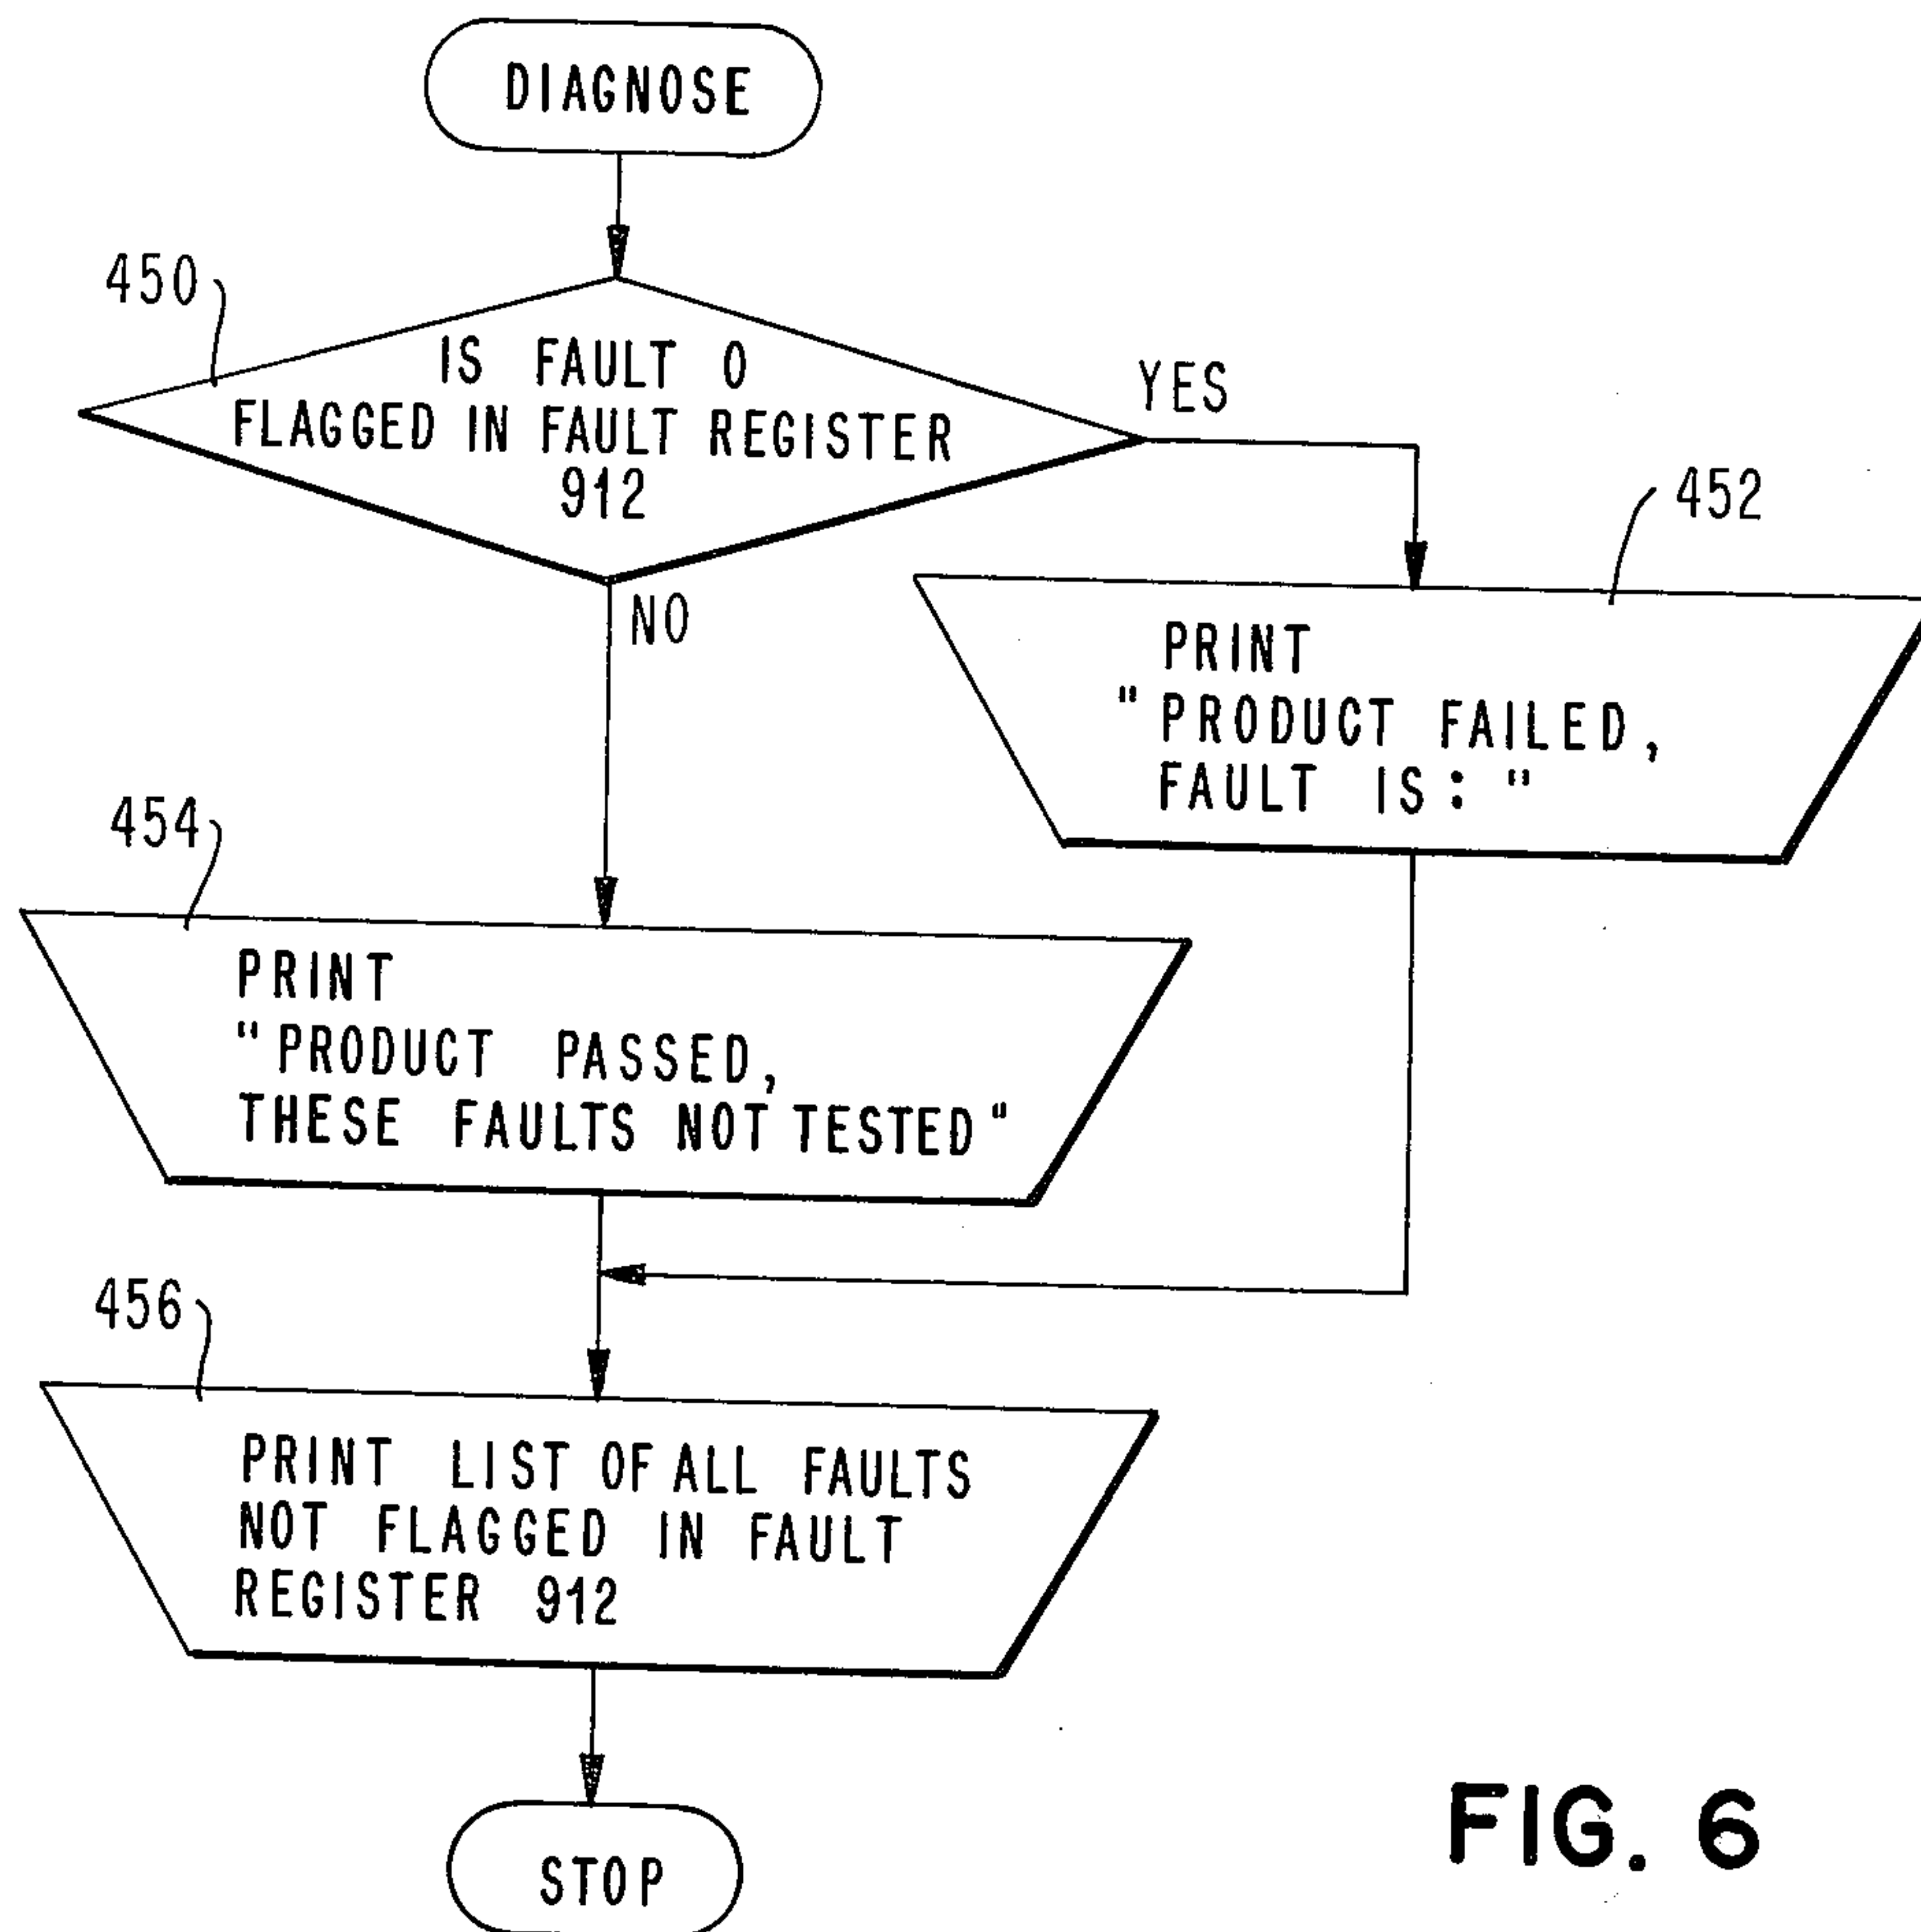 DIAGNOSE
450
IS FAULT 0
FLAGGED IN FAULT REGISTER
912
YES
NO
452
PRINT
"PRODUCT FAILED,
FAULT IS: "
454
PRINT
"PRODUCT PASSED,
THESE FAULTS NOT TESTED"
456
PRINT LIST OF ALL FAULTS
NOT FLAGGED IN FAULT
REGISTER 912
STOP
FIG. 6